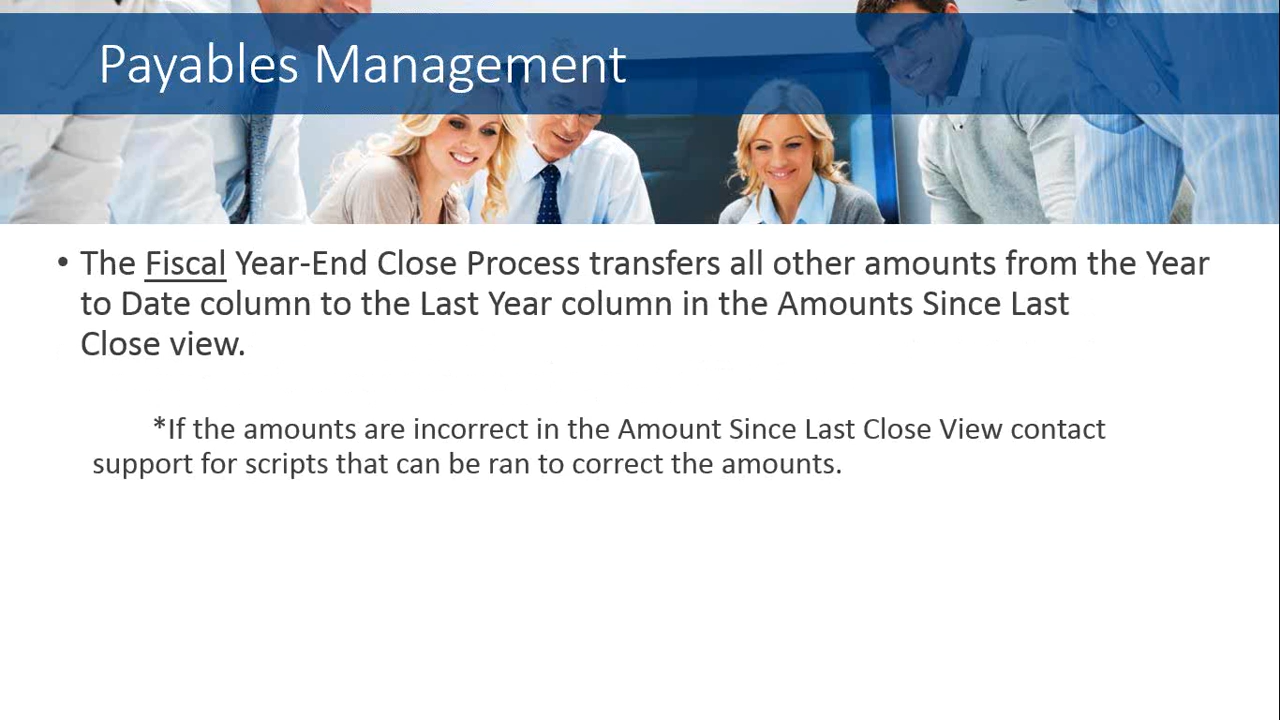 Payables Management
• The Fiscal Year-End Close Process transfers all other amounts from the Year
to Date column to the Last Year column in the Amounts Since Last
Close view.
*If the amounts are incorrect in the Amount Since Last Close View contact
support for scripts that can be ran to correct the amounts.